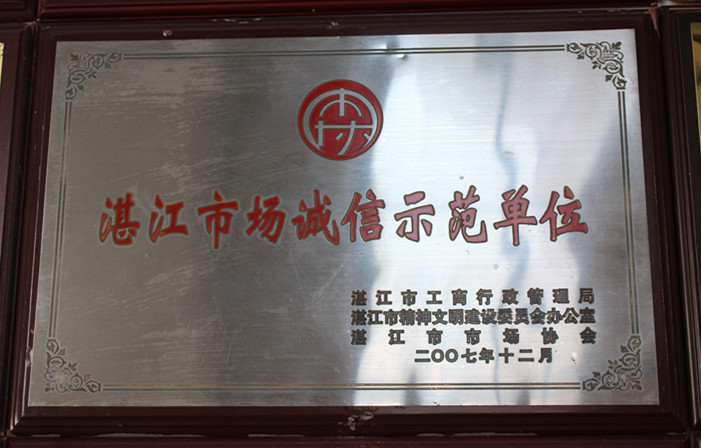 湛江市场诚信示范单位
湛江市工商行政管理局
湛江市精神文明建设委员会办公室
湛江市市场协会
二〇〇七年十二月